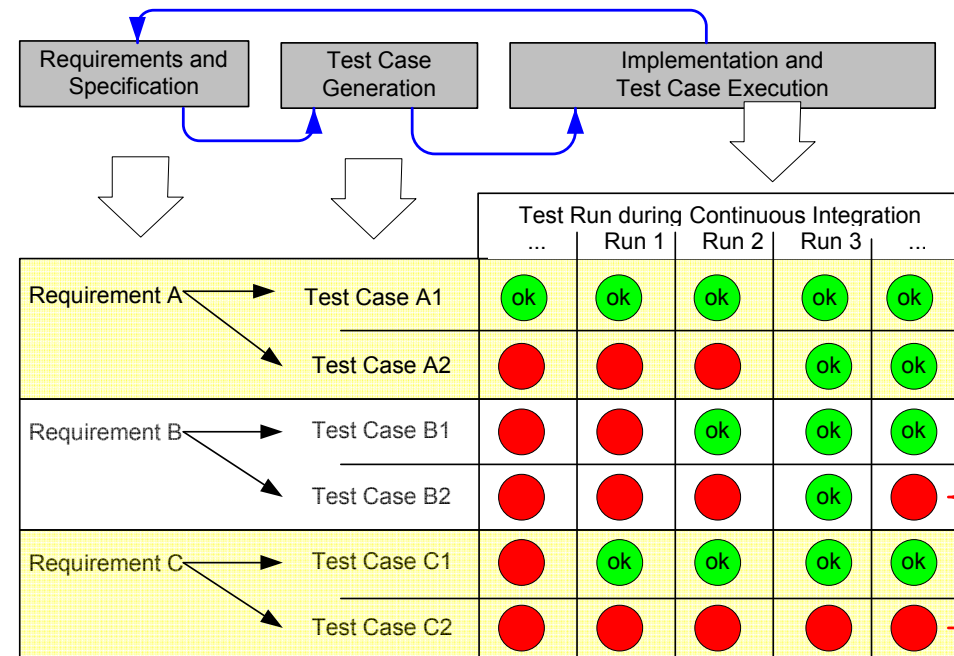 Requirements and
Specification
Test Case
Generation
Implementation and
Test Case Execution
Test Run during Continuous Integration
... Run 1 Run 2 Run 3 ...
Requirement A Test Case A1 ok ok ok ok ok
Test Case A2 ok ok
Requirement B Test Case B1 ok ok ok
Test Case B2 ok
Requirement C Test Case C1 ok ok ok ok
Test Case C2